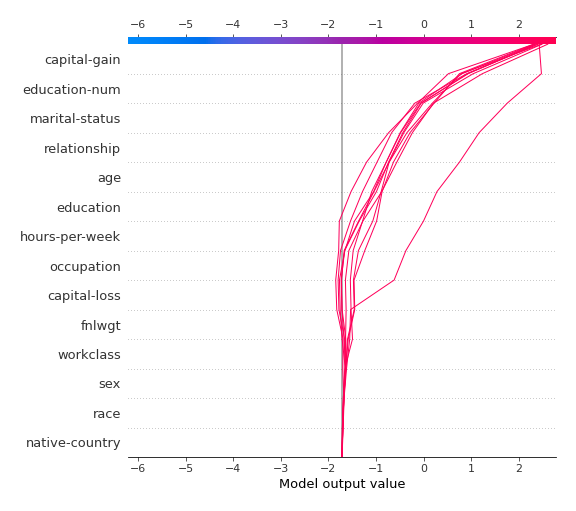 −6 −5 −4 −3 −2 −1 0 1 2
capital-gain
education-num
marital-status
relationship
age
education
hours-per-week
occupation
capital-loss
fnlwgt
workclass
sex
race
native-country
−6 −5 −4 −3 −2 −1 0 1 2
Model output value